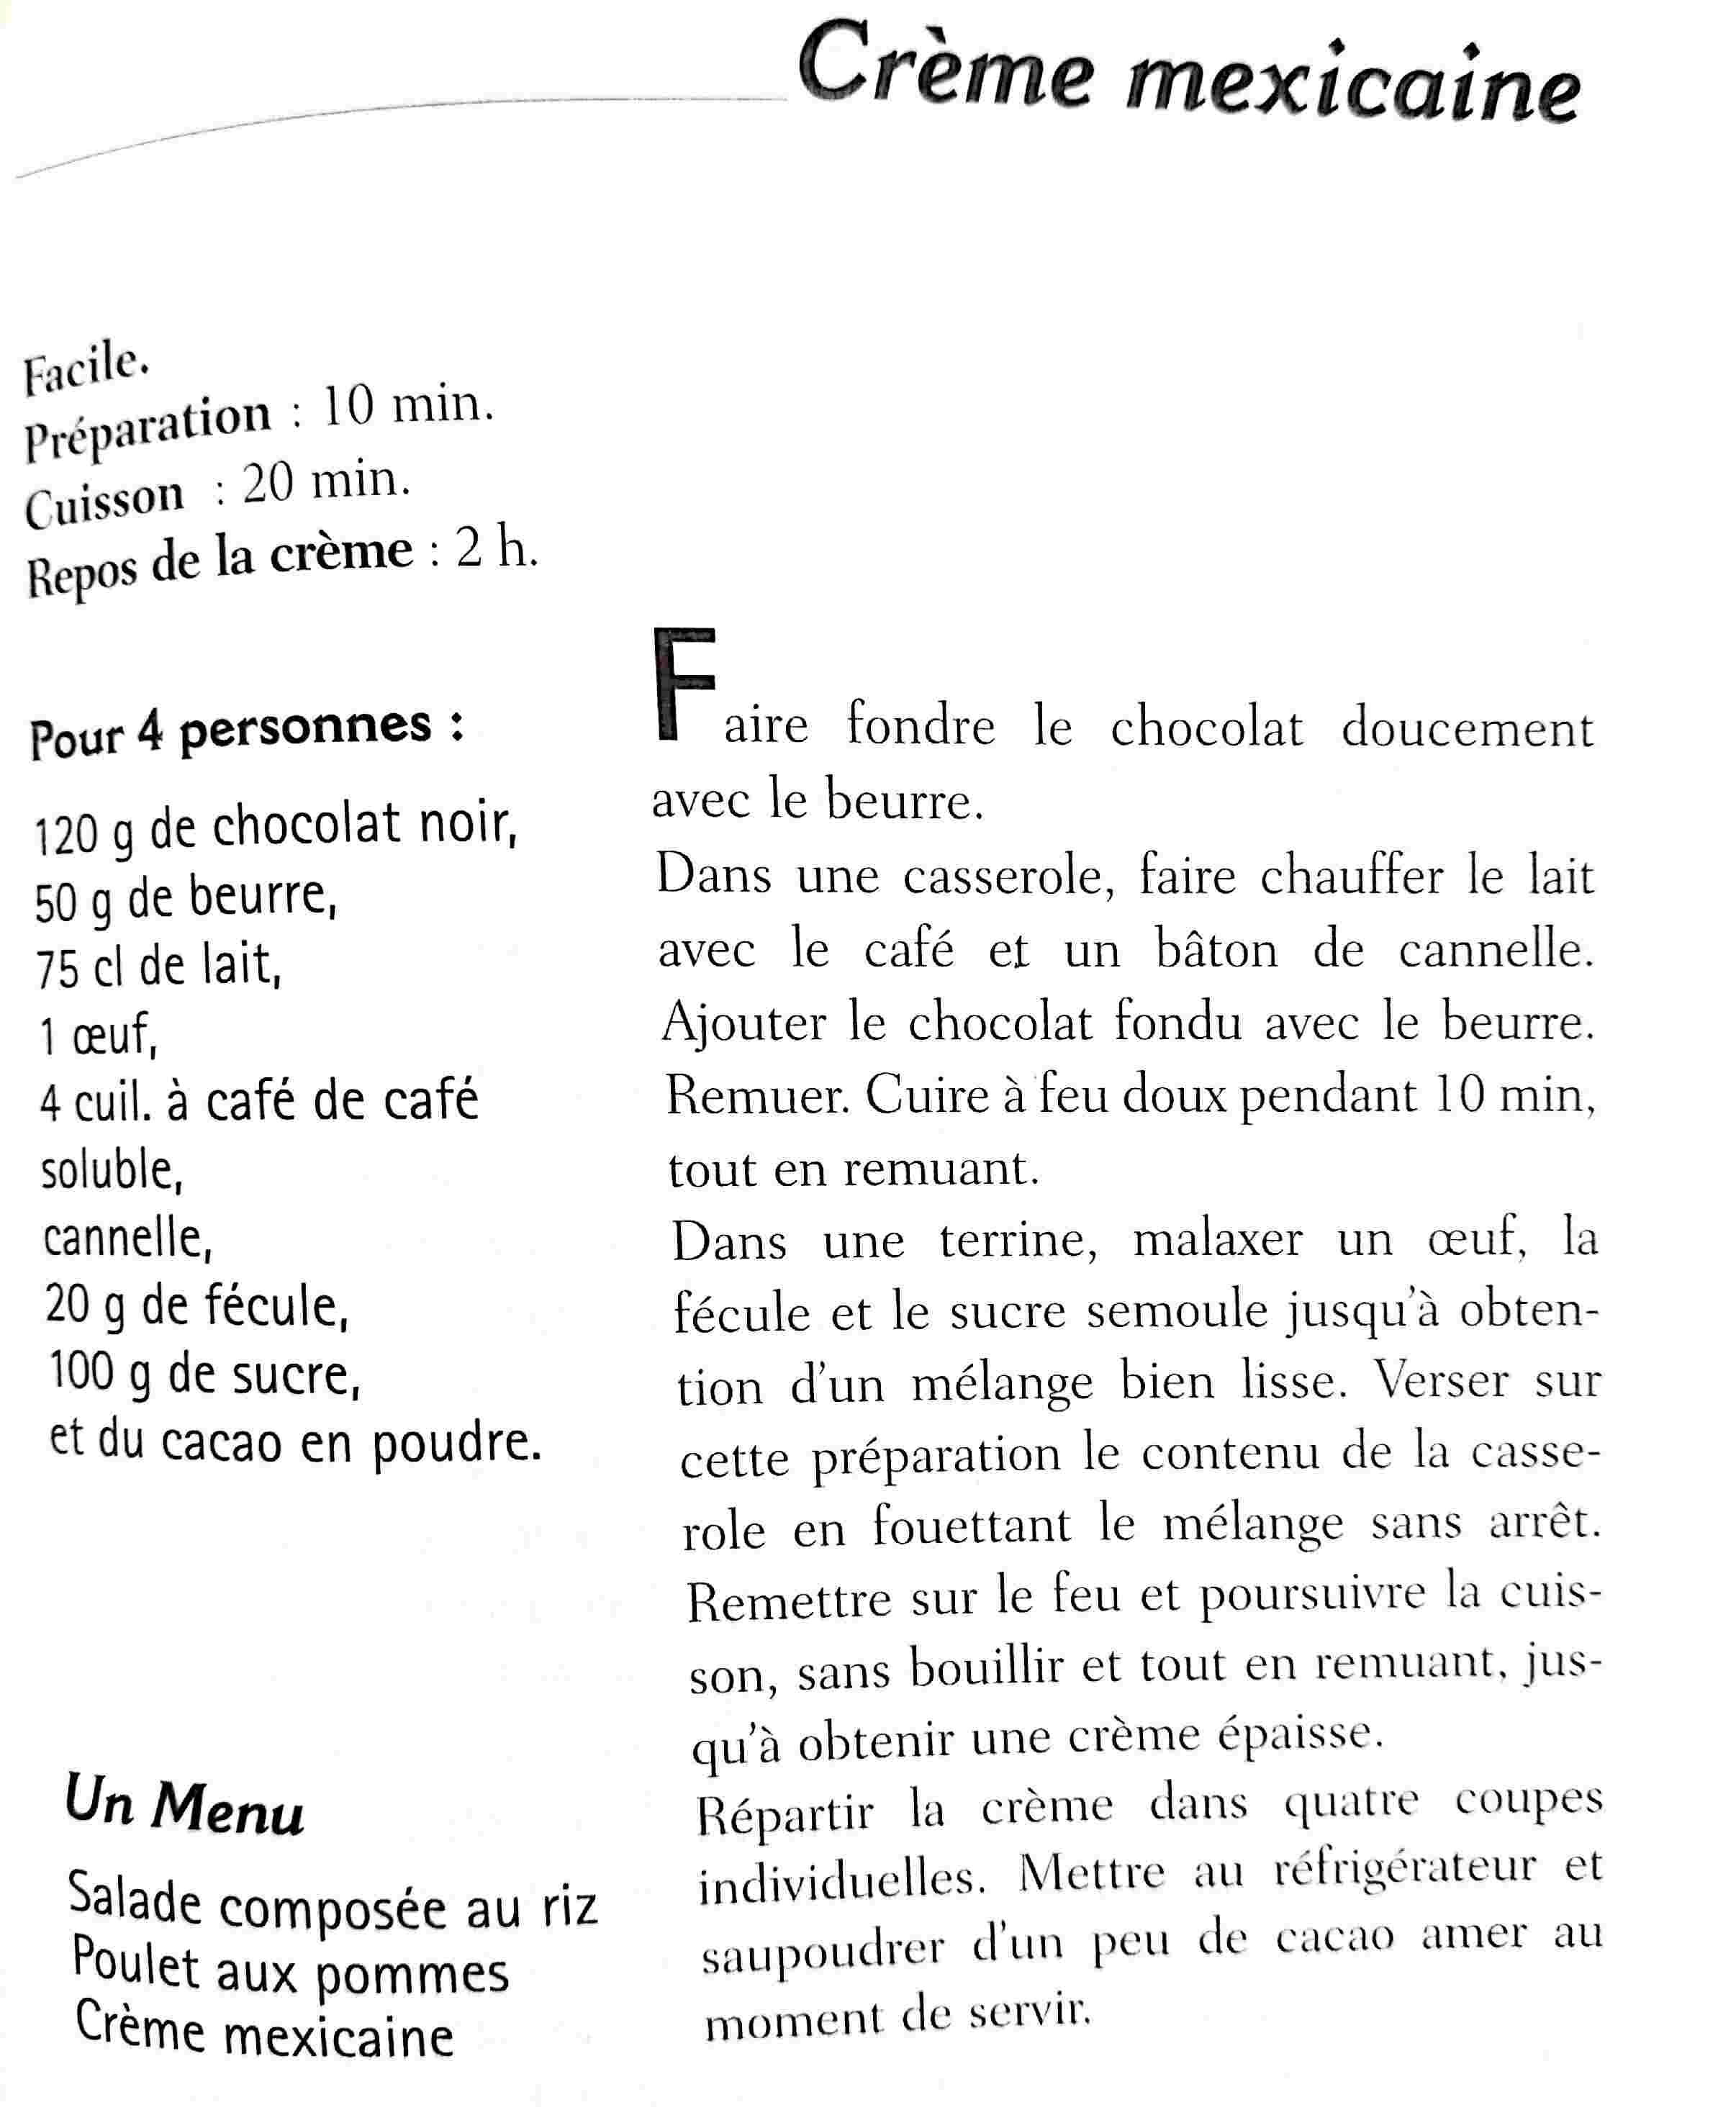 Crème mexicaine
Facile.
Préparation : 10 min.
Cuisson : 20 min.
Repos de la crème : 2 h.
Pour 4 personnes :
120 g de chocolat noir,
50 g de beurre,
75 cl de lait,
1 œuf,
4 cuil. à café de café
soluble,
cannelle,
20 g de fécule,
100 g de sucre,
et du cacao en poudre.
Un Menu
Salade composée au riz
Poulet aux pommes
Crème mexicaine
Faire fondre le chocolat doucement
avec le beurre.
Dans une casserole, faire chauffer le lait
avec le café et un bâton de cannelle.
Ajouter le chocolat fondu avec le beurre.
Remuer. Cuire à feu doux pendant 10 min,
tout en remuant.
Dans une terrine, malaxer un œuf, la
fécule et le sucre semoule jusqu'à obten-
tion d'un mélange bien lisse. Verser sur
cette préparation le contenu de la casse-
role en fouettant le mélange sans arrêt.
Remettre sur le feu et poursuivre la cuis-
son, sans bouillir et tout en remuant, jus-
qu'à obtenir une crème épaisse.
Répartir la crème dans quatre coupes
individuelles. Mettre au réfrigérateur et
saupoudrer d'un peu de cacao amer au
moment de servir.